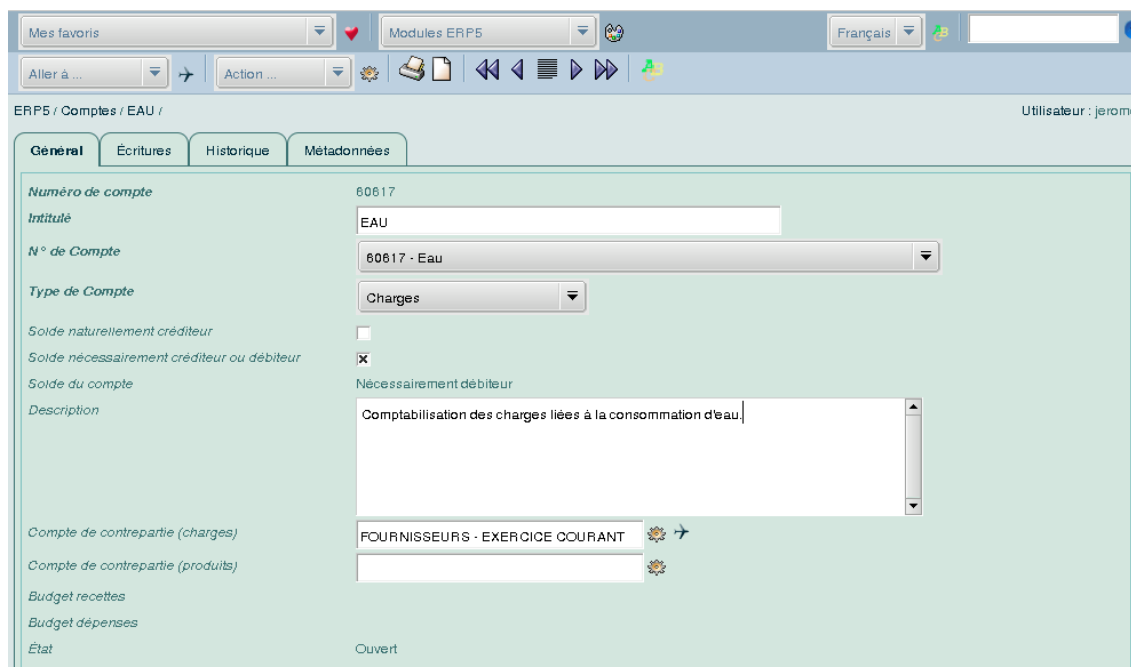 Mes favoris Modules ERP5 Français
Aller à ... Action ...
ERP5 / Comptes / EAU / Utilisateur : jerom
Général Écritures Historique Métadonnées
Numéro de compte 60617
Intitulé EAU
N° de Compte 60617 - Eau
Type de Compte Charges
Solde naturellement créditeur
Solde nécessairement créditeur ou débiteur
Solde du compte Nécessairement débiteur
Description Comptabilisation des charges liées à la consommation d'eau.
Compte de contrepartie (charges) FOURNISSEURS - EXERCICE COURANT
Compte de contrepartie (produits)
Budget recettes
Budget dépenses
État Ouvert